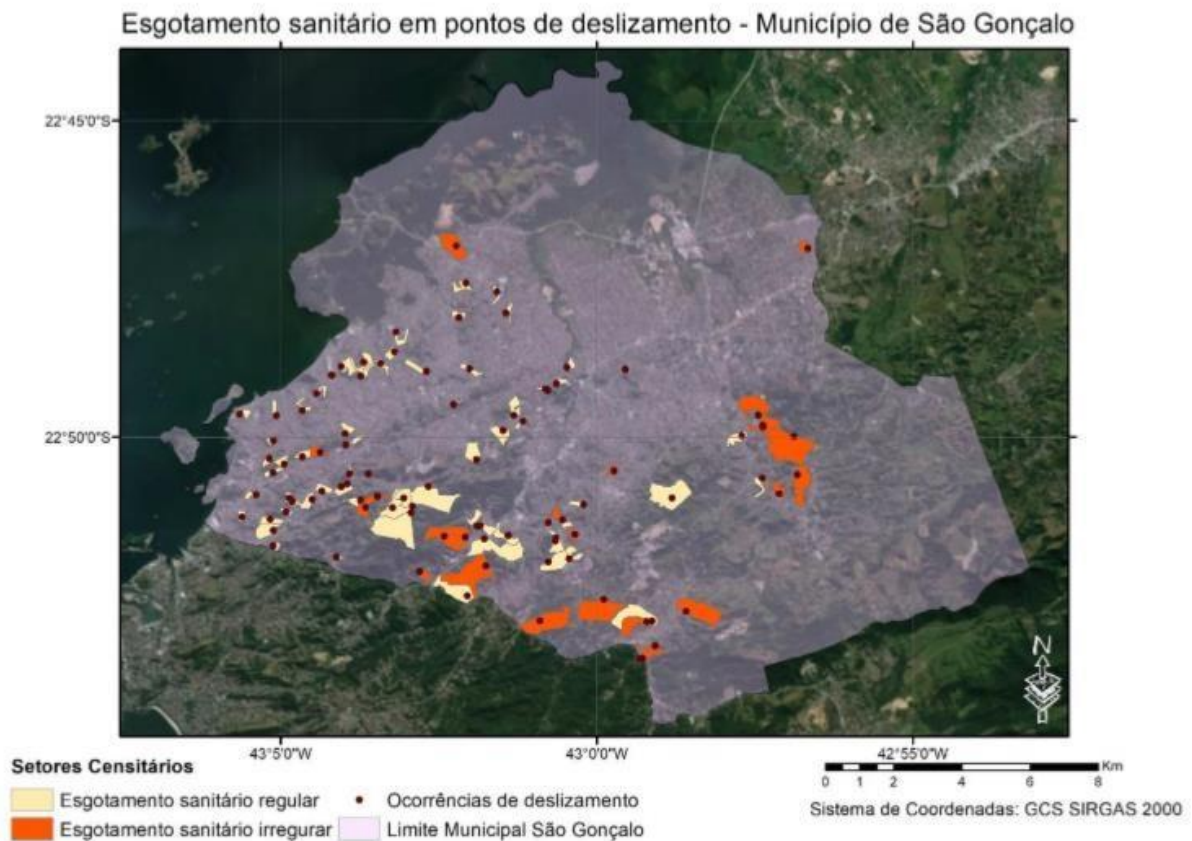 Esgotamento sanitário em pontos de deslizamento - Município de São Gonçalo
22°45'0"S
22°50'0"S
43°5'0"W
43°0'0"W
42°55'0"W
N
Setores Censitários
Esgotamento sanitário regular
Ocorrências de deslizamento
Esgotamento sanitário irregurar
Limite Municipal São Gonçalo
Km
0 1 2 4 6 8
Sistema de Coordenadas: GCS SIRGAS 2000